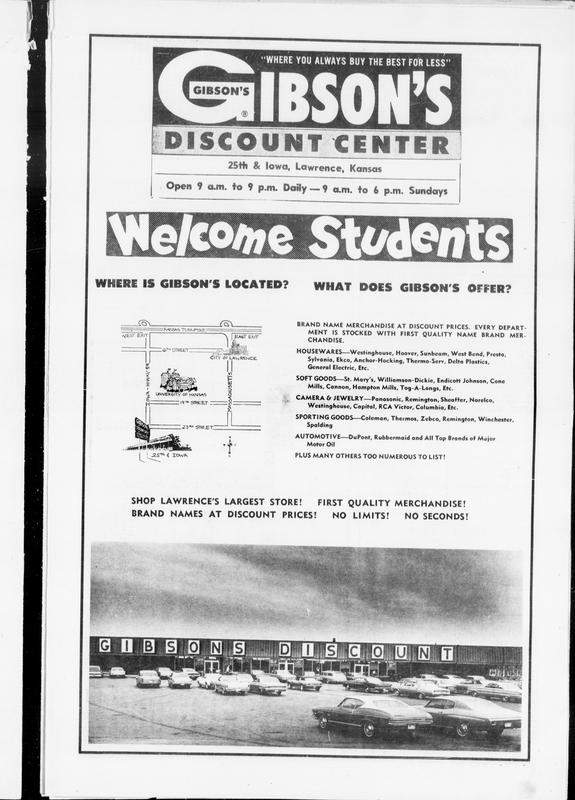 "WHERE YOU ALWAYS BUY THE BEST FOR LESS"
GIBSON'S
GIBSON'S
®
DISCOUNT CENTER
25th & Iowa, Lawrence, Kansas
Open 9 a.m. to 9 p.m. Daily — 9 a.m. to 6 p.m. Sundays
Welcome Students
WHERE IS GIBSON'S LOCATED?
KANSAS TURNPIKE
WEST EXIT
EAST EXIT
6TH STREET
CITY OF LAWRENCE
IOWA - HIWAY 59
MASSACHUSETTS
UNIVERSITY OF KANSAS
19TH STREET
23RD STREET
25TH & IOWA
WHAT DOES GIBSON'S OFFER?
BRAND NAME MERCHANDISE AT DISCOUNT PRICES. EVERY DEPART-
MENT IS STOCKED WITH FIRST QUALITY NAME BRAND MER-
CHANDISE.
HOUSEWARES—Westinghouse, Hoover, Sunbeam, West Bend, Presto,
Sylvania, Ekco, Anchor-Hocking, Thermo-Serv, Delta Plastics,
General Electric, Etc.
SOFT GOODS—St. Mary's, Williamson-Dickie, Endicott Johnson, Cone
Mills, Cannon, Hampton Mills, Tog-A-Longs, Etc.
CAMERA & JEWELRY—Panasonic, Remington, Sheaffer, Norelco,
Westinghouse, Capitol, RCA Victor, Columbia, Etc.
SPORTING GOODS—Coleman, Thermos, Zebco, Remington, Winchester,
Spalding
AUTOMOTIVE—DuPont, Rubbermaid and All Top Brands of Major
Motor Oil
PLUS MANY OTHERS TOO NUMEROUS TO LIST!
SHOP LAWRENCE'S LARGEST STORE! FIRST QUALITY MERCHANDISE!
BRAND NAMES AT DISCOUNT PRICES! NO LIMITS! NO SECONDS!
GIBSONS DISCOUNT